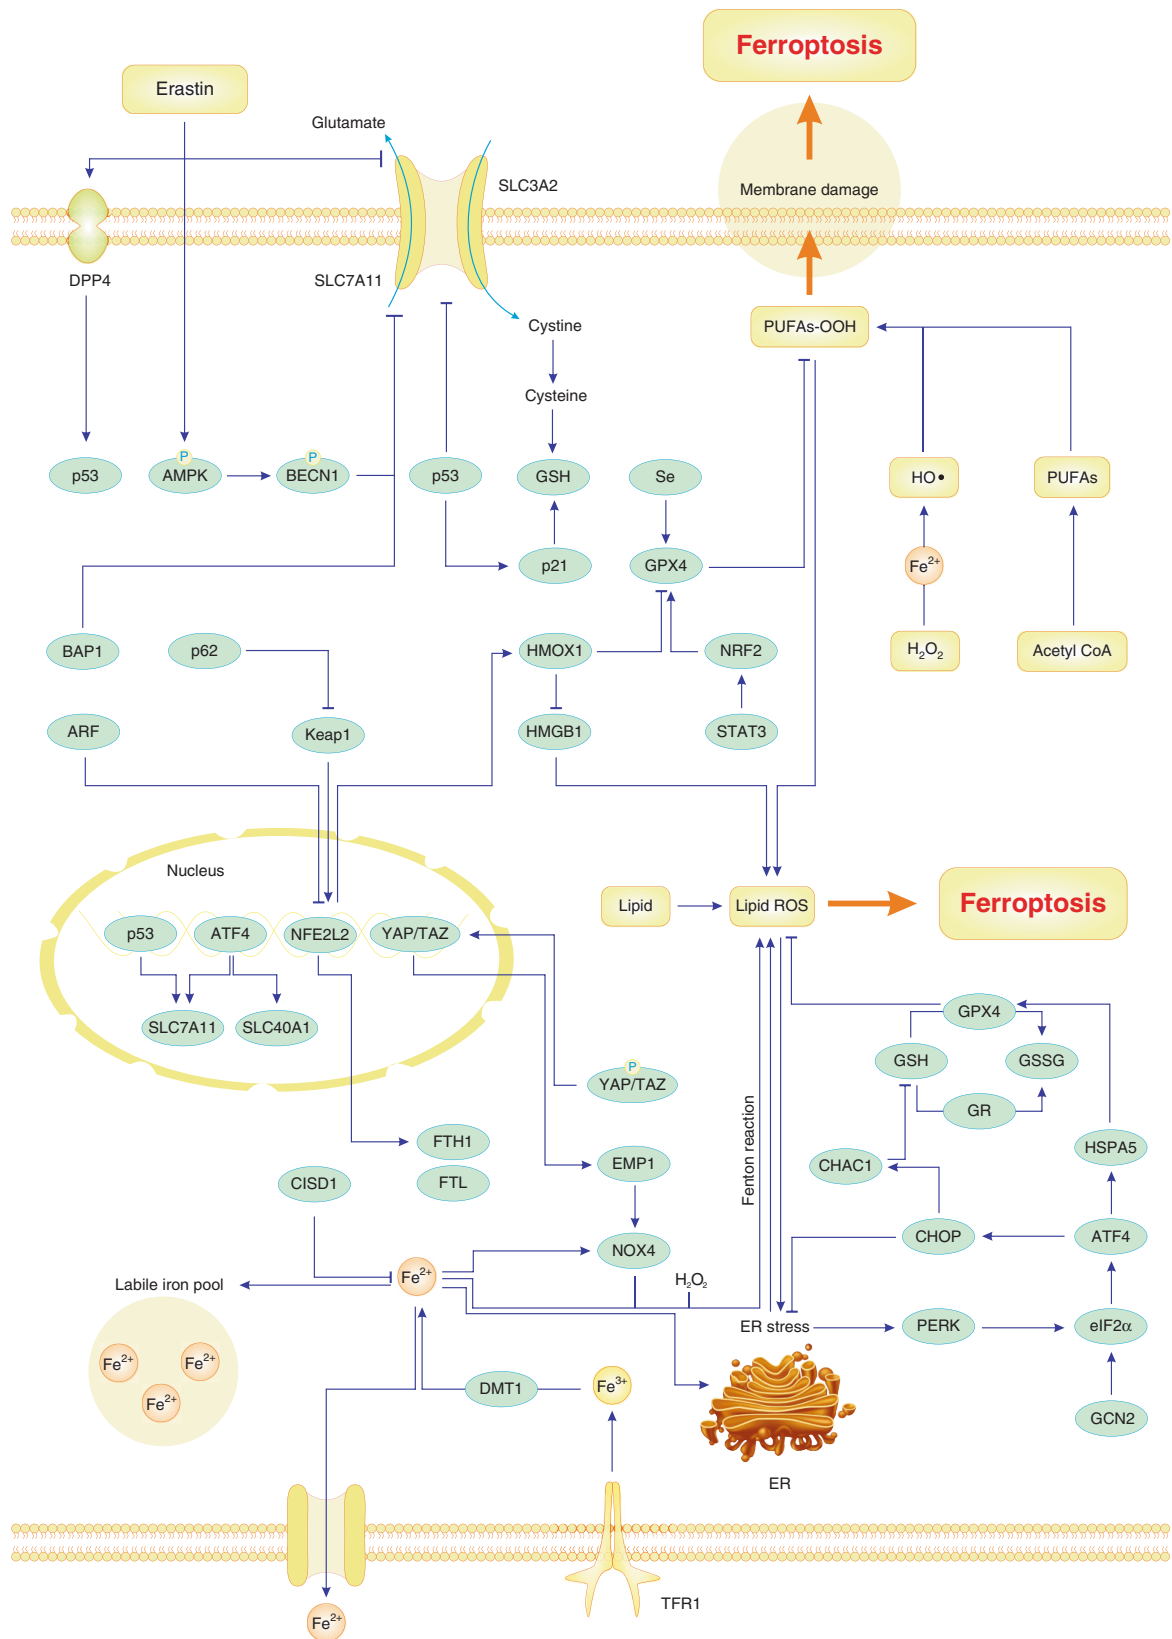 Ferroptosis
Erastin
Glutamate
SLC3A2
Membrane damage
DPP4
SLC7A11
Cystine
PUFAs-OOH
Cysteine
p53
P
AMPK
P
BECN1
p53
GSH
Se
HO•
PUFAs
p21
GPX4
Fe²⁺
BAP1
p62
HMOX1
NRF2
H₂O₂
Acetyl CoA
ARF
Keap1
HMGB1
STAT3
Nucleus
Lipid
Lipid ROS
Ferroptosis
p53
ATF4
NFE2L2
YAP/TAZ
SLC7A11
SLC40A1
GPX4
GSH
GSSG
P
YAP/TAZ
GR
FTH1
EMP1
Fenton reaction
CHAC1
HSPA5
CISD1
FTL
NOX4
CHOP
ATF4
Labile iron pool
Fe²⁺
H₂O₂
ER stress
PERK
eIF2α
Fe²⁺
Fe²⁺
Fe²⁺
DMT1
Fe³⁺
GCN2
ER
TFR1
Fe²⁺